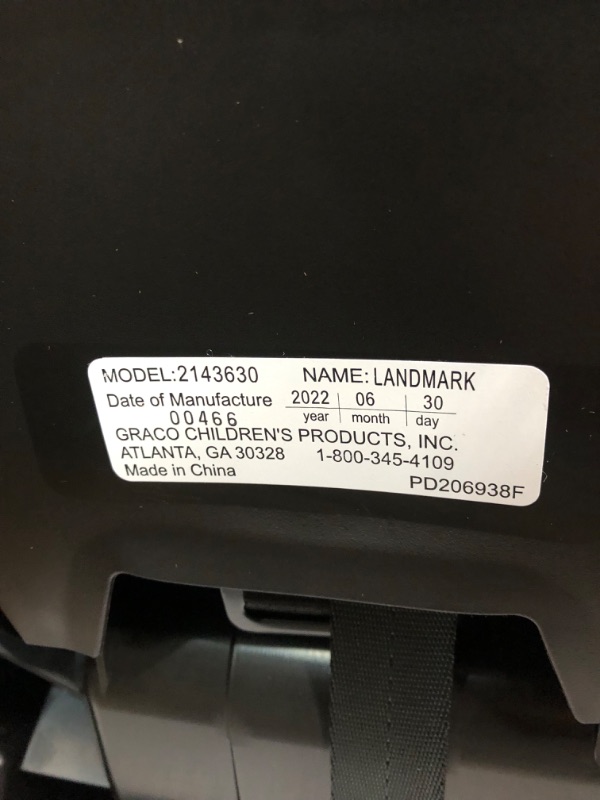 MODEL:2143630 NAME: LANDMARK
Date of Manufacture 2022 06 30
00466 year month day
GRACO CHILDREN'S PRODUCTS, INC.
ATLANTA, GA 30328 1-800-345-4109
Made in China
PD206938F